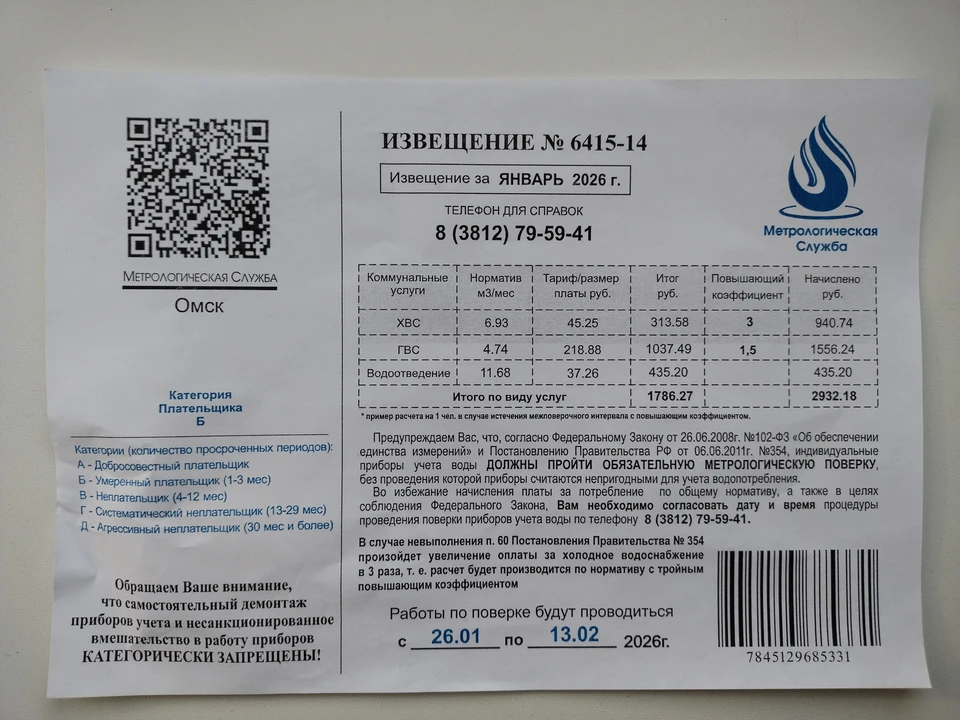 МЕТРОЛОГИЧЕСКАЯ СЛУЖБА
Омск
Категория
Плательщика
Б
Категории (количество просроченных периодов):
А - Добросовестный плательщик
Б - Умеренный плательщик (1-3 мес)
В - Неплательщик (4-12 мес)
Г - Систематический неплательщик (13-29 мес)
Д - Агрессивный неплательщик (30 мес и более)
Обращаем Ваше внимание,
что самостоятельный демонтаж
приборов учета и несанкционированное
вмешательство в работу приборов
КАТЕГОРИЧЕСКИ ЗАПРЕЩЕНЫ!
ИЗВЕЩЕНИЕ № 6415-14
Извещение за ЯНВАРЬ 2026 г.
ТЕЛЕФОН ДЛЯ СПРАВОК
8 (3812) 79-59-41
Метрологическая
Служба
Коммунальные услуги Норматив м3/мес Тариф/размер платы руб. Итог руб. Повышающий коэффициент Начислено руб.
ХВС 6.93 45.25 313.58 3 940.74
ГВС 4.74 218.88 1037.49 1,5 1556.24
Водоотведение 11.68 37.26 435.20 435.20
Итого по виду услуг 1786.27 2932.18
* пример расчета на 1 чел. в случае истечения межповерочного интервала с повышающим коэффициентом.
Предупреждаем Вас, что, согласно Федеральному Закону от 26.06.2008г. №102-ФЗ «Об обеспечении
единства измерений» и Постановлению Правительства РФ от 06.06.2011г. №354, индивидуальные
приборы учета воды ДОЛЖНЫ ПРОЙТИ ОБЯЗАТЕЛЬНУЮ МЕТРОЛОГИЧЕСКУЮ ПОВЕРКУ,
без проведения которой приборы считаются непригодными для учета водопотребления.
Во избежание начисления платы за потребление по общему нормативу, а также в целях
соблюдения Федерального Закона, Вам необходимо согласовать дату и время процедуры
проведения поверки приборов учета воды по телефону 8 (3812) 79-59-41.
В случае невыполнения п. 60 Постановления Правительства № 354
произойдет увеличение оплаты за холодное водоснабжение
в 3 раза, т. е. расчет будет производится по нормативу с тройным
повышающим коэффициентом
Работы по поверке будут проводиться
с 26.01 по 13.02 2026г.
7845129685331